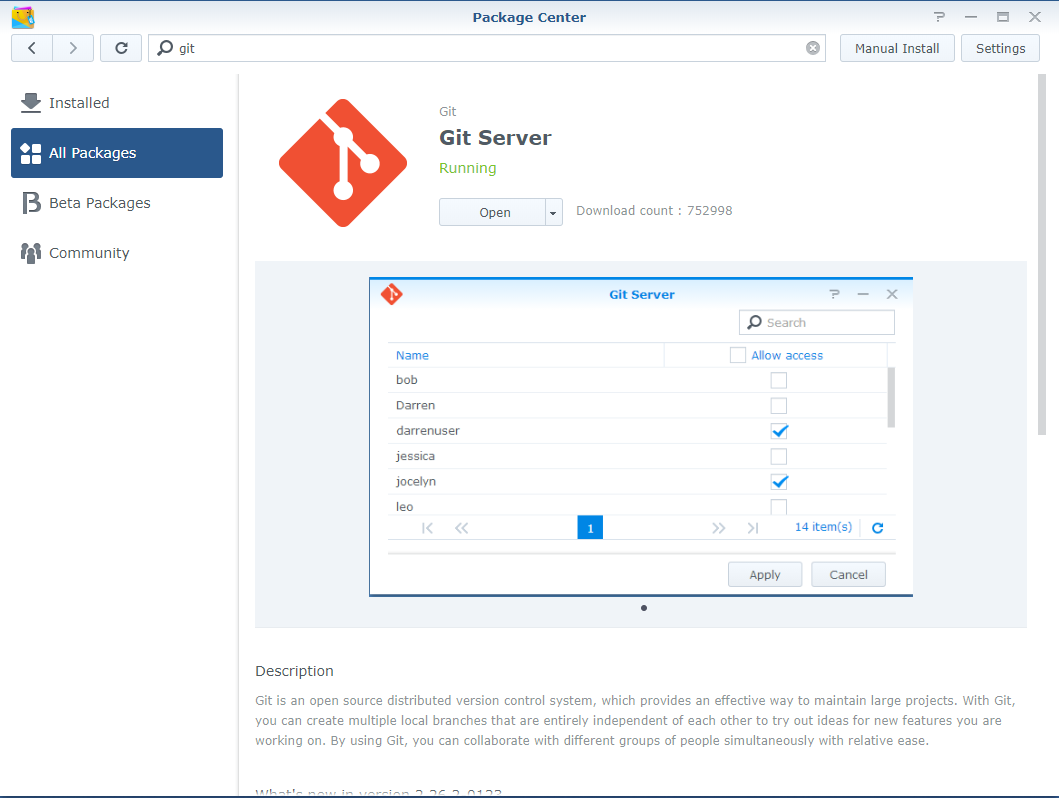 Package Center
git
Manual Install
Settings
Installed
All Packages
Beta Packages
Community
Git
Git Server
Running
Open
Download count : 752998
Git Server
Search
Name
Allow access
bob
Darren
darrenuser
jessica
jocelyn
leo
1
14 item(s)
Apply
Cancel
Description
Git is an open source distributed version control system, which provides an effective way to maintain large projects. With Git,
you can create multiple local branches that are entirely independent of each other to try out ideas for new features you are
working on. By using Git, you can collaborate with different groups of people simultaneously with relative ease.
What's new in version